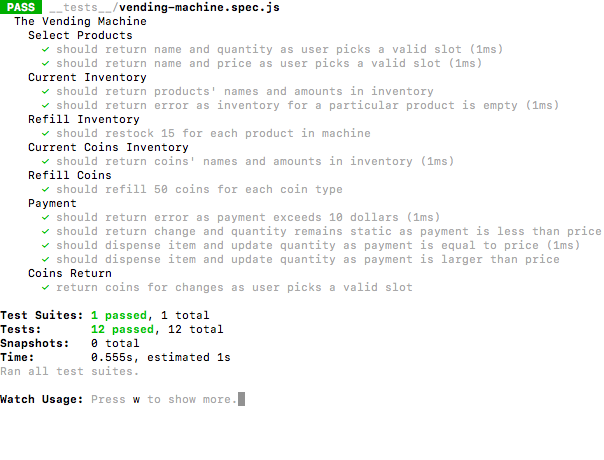 PASS __tests__/vending-machine.spec.js
The Vending Machine
Select Products
✓ should return name and quantity as user picks a valid slot (1ms)
✓ should return name and price as user picks a valid slot (1ms)
Current Inventory
✓ should return products' names and amounts in inventory
✓ should return error as inventory for a particular product is empty (1ms)
Refill Inventory
✓ should restock 15 for each product in machine
Current Coins Inventory
✓ should return coins' names and amounts in inventory (1ms)
Refill Coins
✓ should refill 50 coins for each coin type
Payment
✓ should return error as payment exceeds 10 dollars (1ms)
✓ should return change and quantity remains static as payment is less than price
✓ should dispense item and update quantity as payment is equal to price (1ms)
✓ should dispense item and update quantity as payment is larger than price
Coins Return
✓ return coins for changes as user picks a valid slot
Test Suites: 1 passed, 1 total
Tests: 12 passed, 12 total
Snapshots: 0 total
Time: 0.555s, estimated 1s
Ran all test suites.
Watch Usage: Press w to show more.